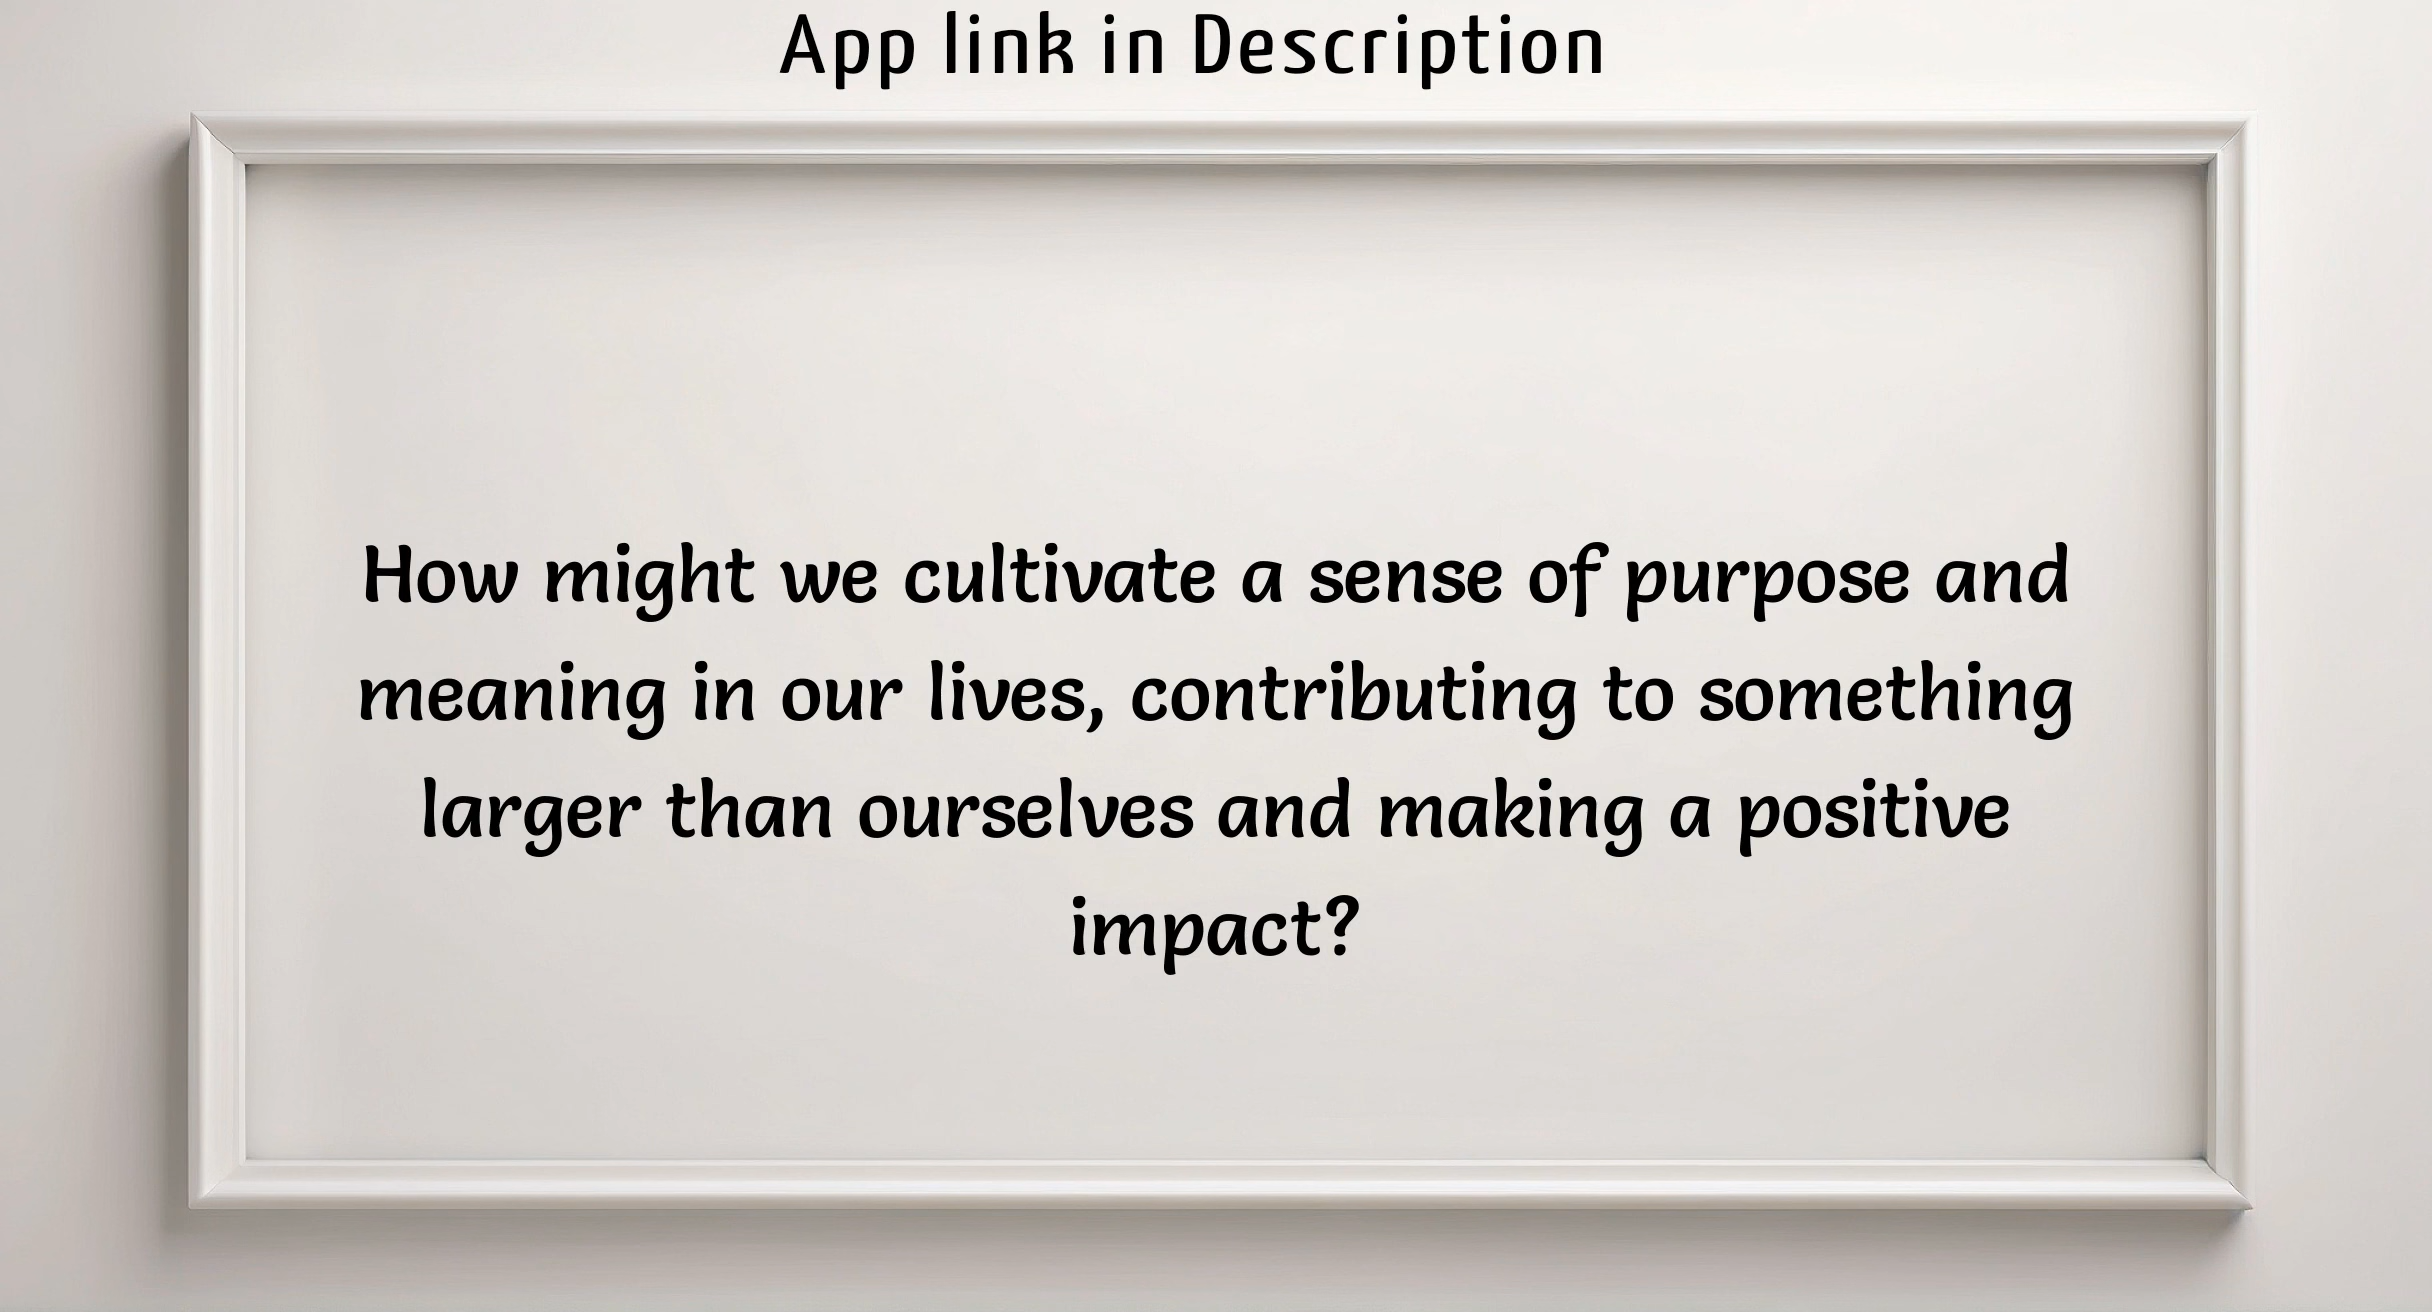 App link in Description
How might we cultivate a sense of purpose and
meaning in our lives, contributing to something
larger than ourselves and making a positive
impact?